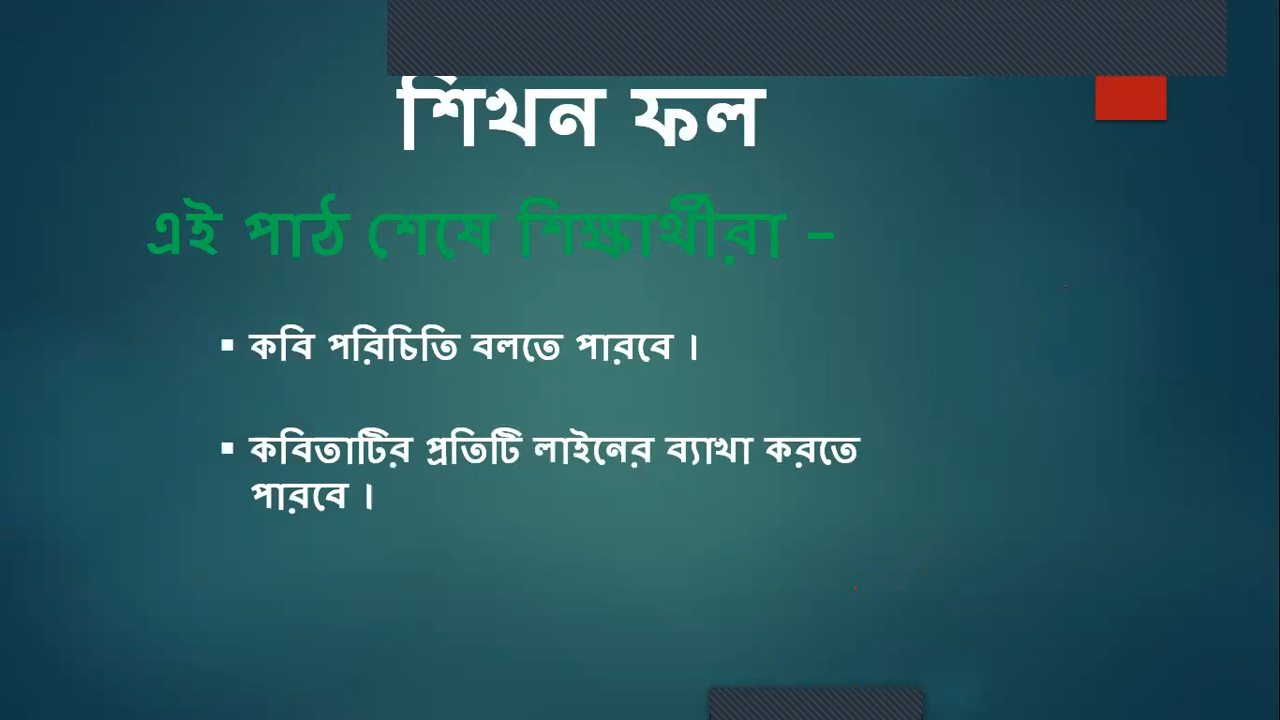 শিখন ফল
এই পাঠ শেষে শিক্ষার্থীরা –
▪ কবি পরিচিতি বলতে পারবে ।
▪ কবিতাটির প্রতিটি লাইনের ব্যাখা করতে
পারবে ।